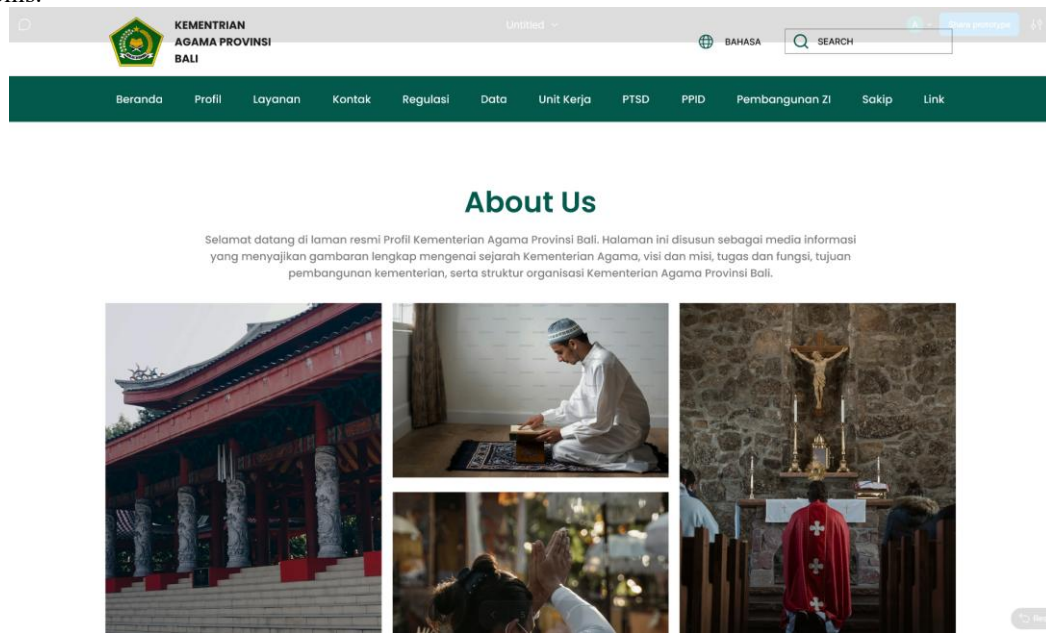 KEMENTRIAN
AGAMA PROVINSI
BALI
Untitled
A
Share prototype
BAHASA
SEARCH
Beranda Profil Layanan Kontak Regulasi Data Unit Kerja PTSD PPID Pembangunan ZI Sakip Link
About Us
Selamat datang di laman resmi Profil Kementerian Agama Provinsi Bali. Halaman ini disusun sebagai media informasi
yang menyajikan gambaran lengkap mengenai sejarah Kementerian Agama, visi dan misi, tugas dan fungsi, tujuan
pembangunan kementerian, serta struktur organisasi Kementerian Agama Provinsi Bali.